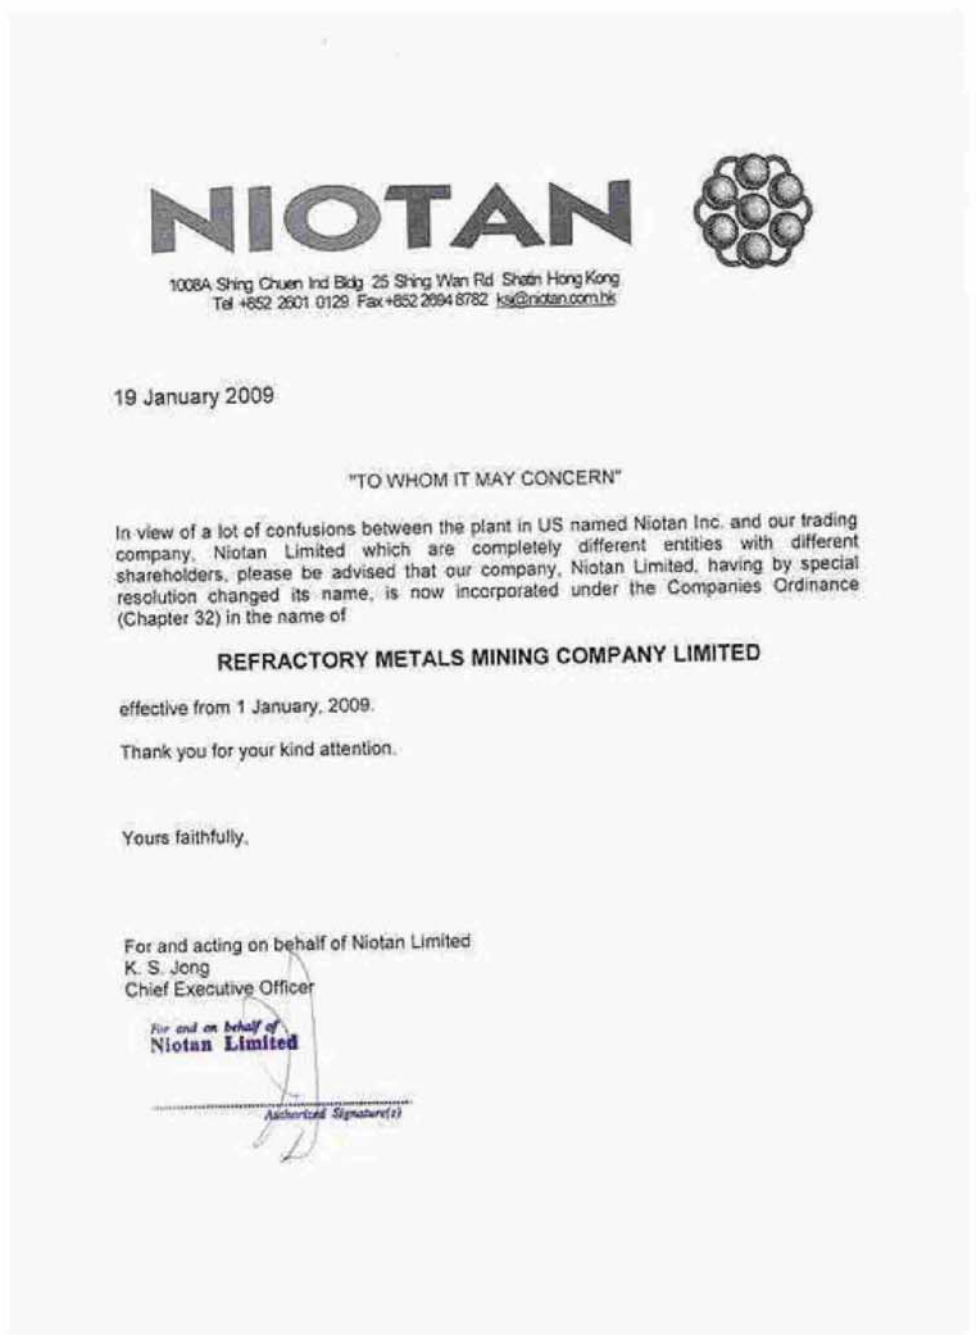 NIOTAN
1008A Shing Chuen Ind Bldg 25 Shing Wan Rd Shatin Hong Kong
Tel +852 2601 0129 Fax +852 2694 8782 ksj@niotan.com.hk
19 January 2009
"TO WHOM IT MAY CONCERN"
In view of a lot of confusions between the plant in US named Niotan Inc. and our trading
company, Niotan Limited which are completely different entities with different
shareholders, please be advised that our company, Niotan Limited, having by special
resolution changed its name, is now incorporated under the Companies Ordinance
(Chapter 32) in the name of
REFRACTORY METALS MINING COMPANY LIMITED
effective from 1 January, 2009.
Thank you for your kind attention.
Yours faithfully,
For and acting on behalf of Niotan Limited
K. S. Jong
Chief Executive Officer
For and on behalf of
Niotan Limited
Authorized Signature(s)